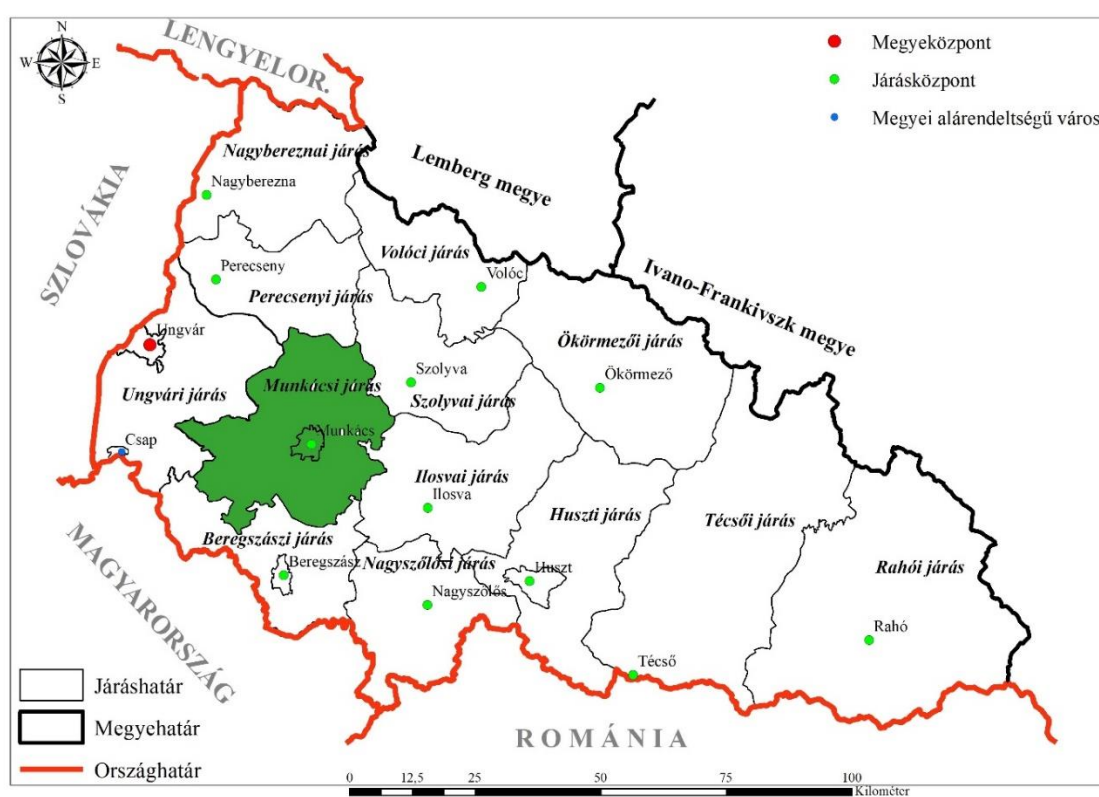 N
W E
S
LENGYELOR.
SZLOVÁKIA
MAGYARORSZÁG
ROMÁNIA
Lemberg megye
Ivano-Frankivszk megye
Megyeközpont
Járásközpont
Megyei alárendeltségű város
Nagybereznai járás
Nagyberezna
Perecseny
Perecsenyi járás
Volóci járás
Volóc
Ungvár
Ungvári járás
Csap
Munkácsi járás
Munkács
Szolyva
Szolyvai járás
Ökörmezői járás
Ökörmező
Ilosvai járás
Ilosva
Huszti járás
Huszt
Técsői járás
Técső
Rahói járás
Rahó
Beregszászi járás
Beregszász
Nagyszőlősi járás
Nagyszőlős
Járáshatár
Megyehatár
Országhatár
0 12,5 25 50 75 100
Kilométer